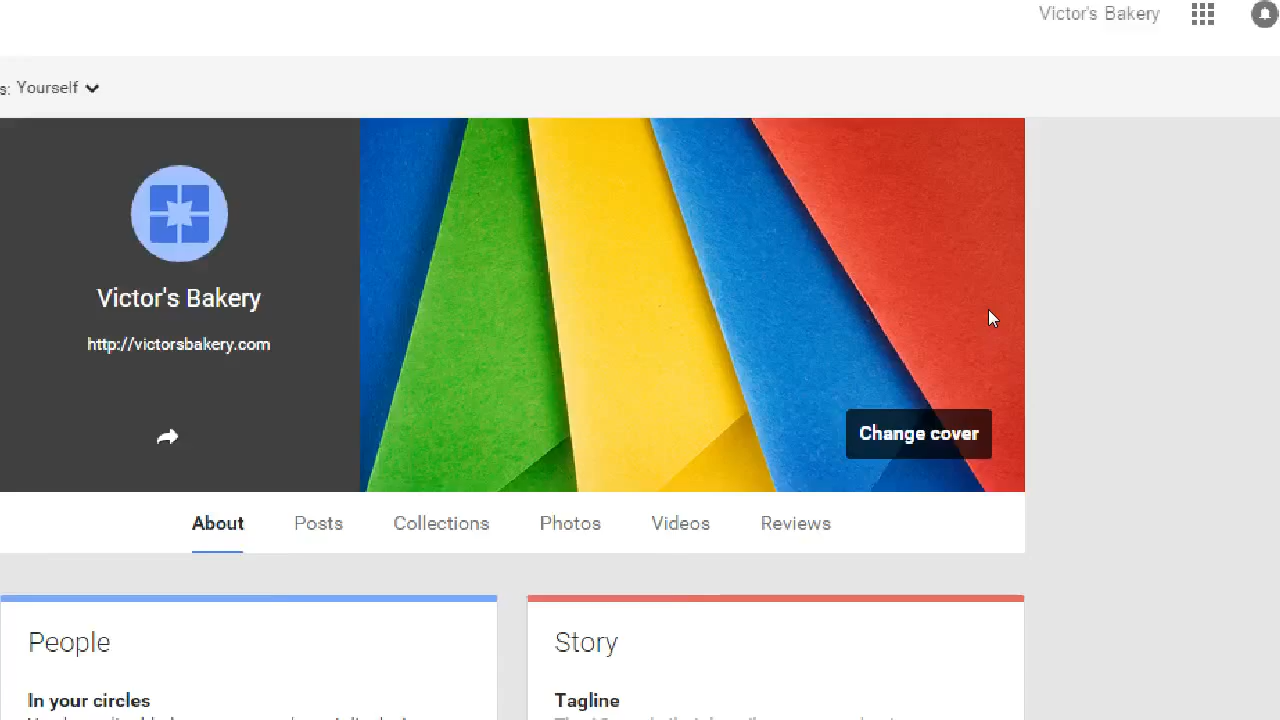 Victor's Bakery
s: Yourself
Victor's Bakery
http://victorsbakery.com
Change cover
About Posts Collections Photos Videos Reviews
People
In your circles
Story
Tagline